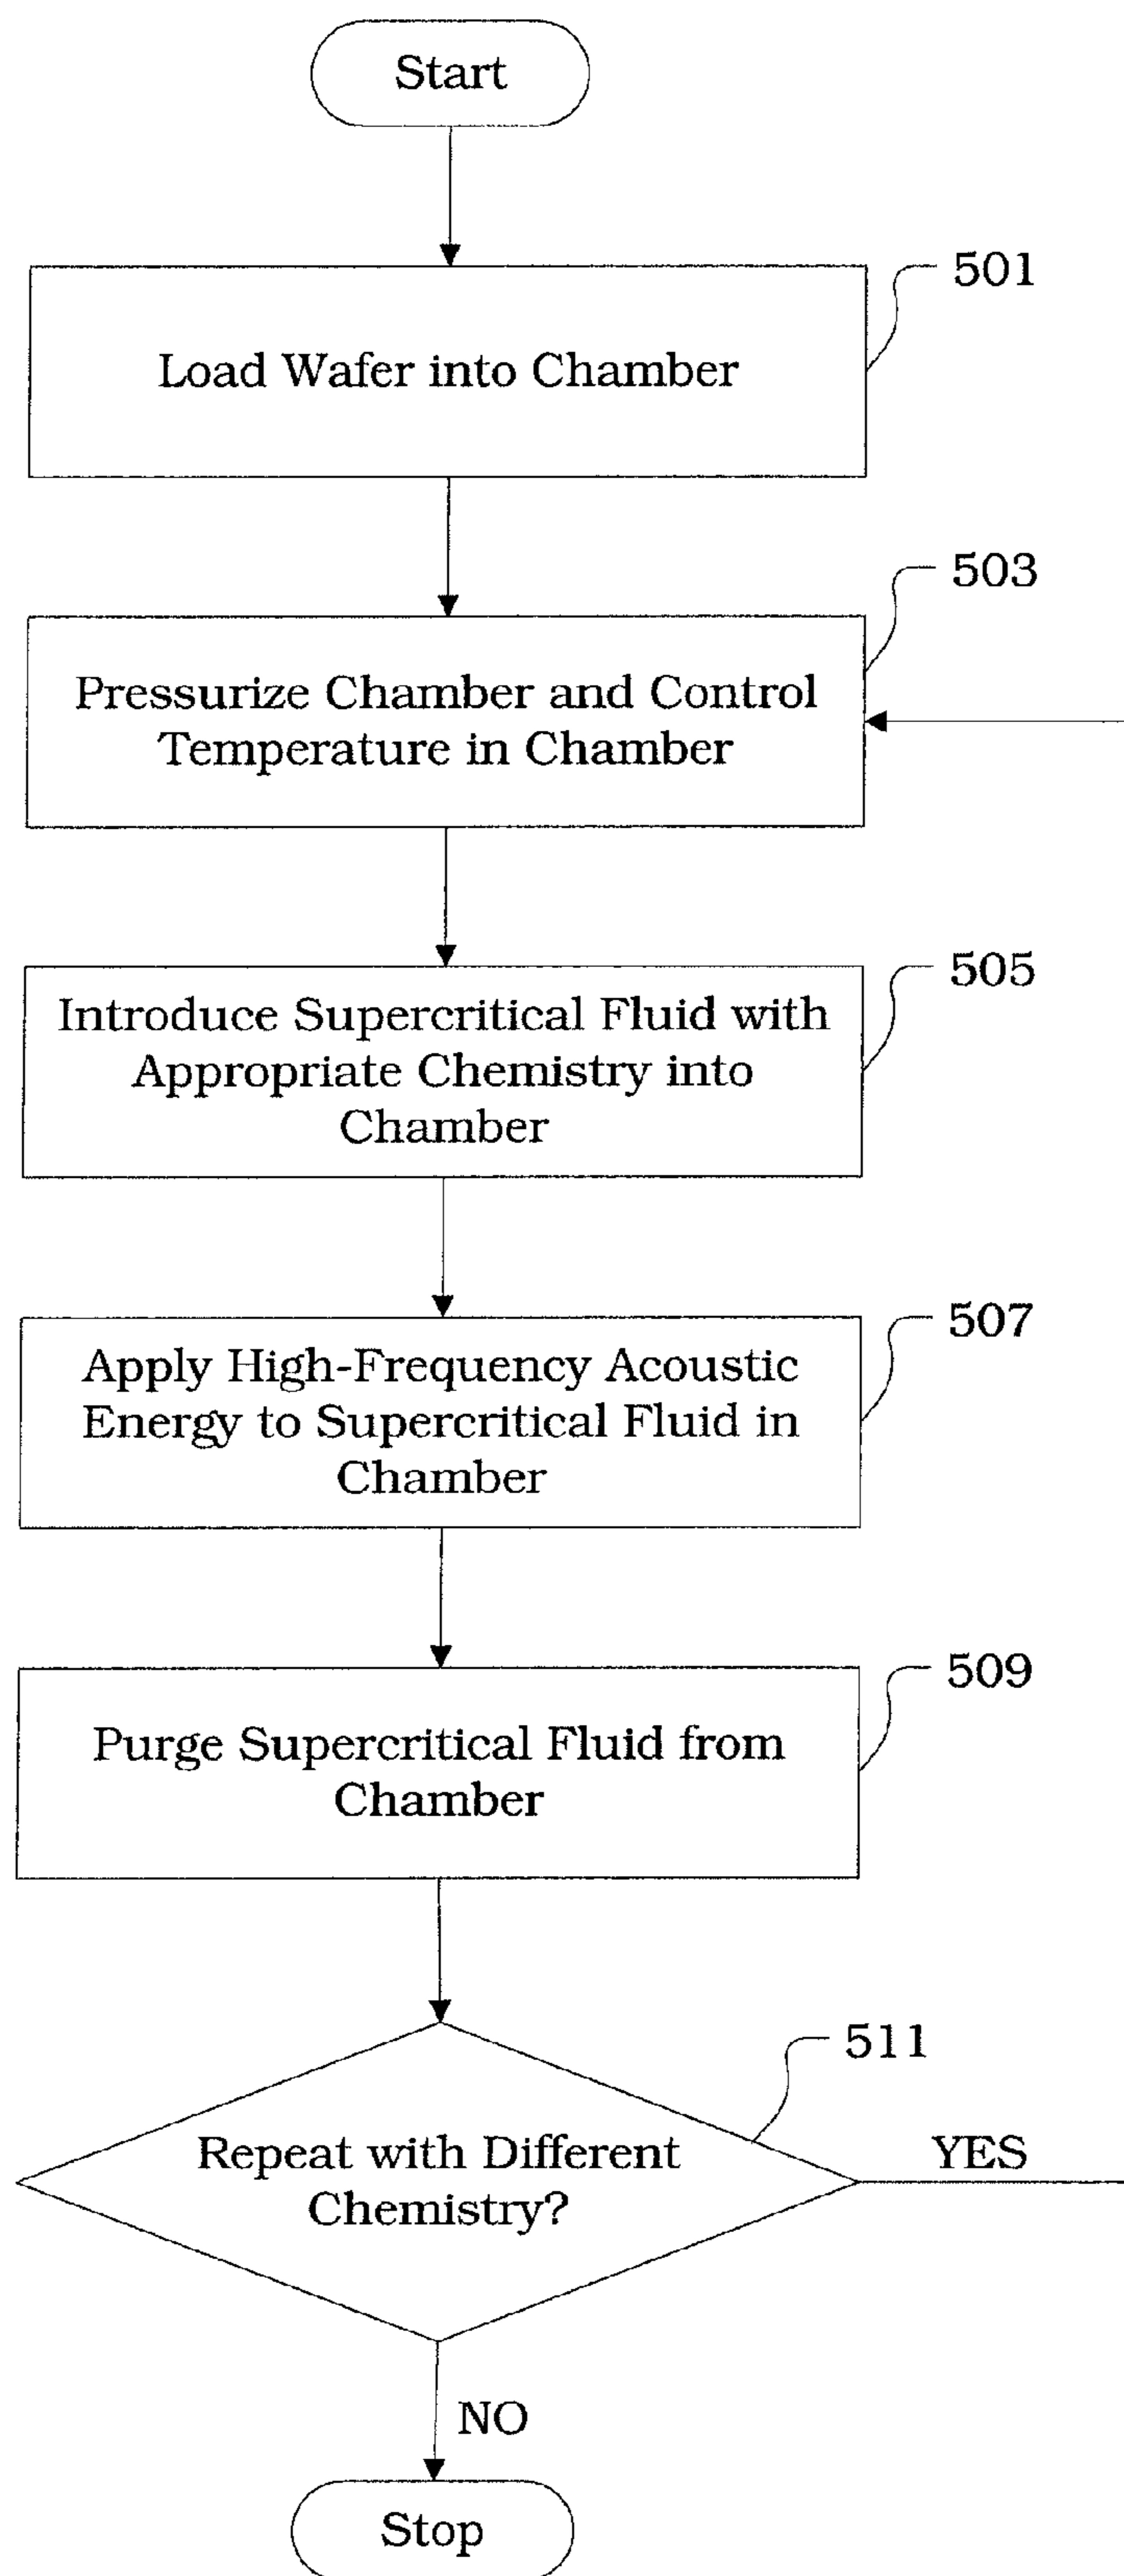 Start
501
Load Wafer into Chamber
503
Pressurize Chamber and Control
Temperature in Chamber
505
Introduce Supercritical Fluid with
Appropriate Chemistry into
Chamber
507
Apply High-Frequency Acoustic
Energy to Supercritical Fluid in
Chamber
509
Purge Supercritical Fluid from
Chamber
511
Repeat with Different
Chemistry?
YES
NO
Stop